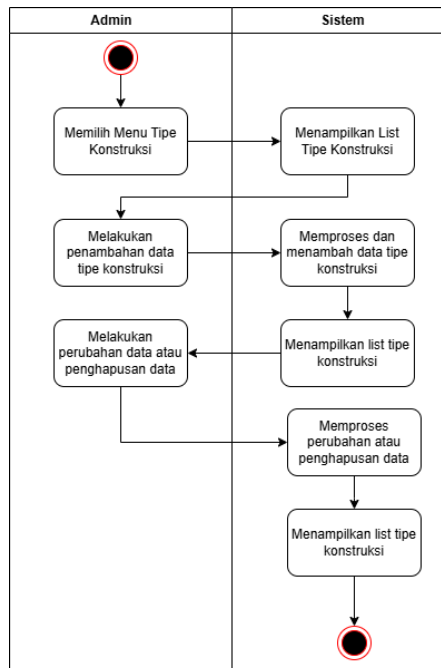 Admin
Sistem
Memilih Menu Tipe
Konstruksi
Menampilkan List
Tipe Konstruksi
Melakukan
penambahan data
tipe konstruksi
Memproses dan
menambah data tipe
konstruksi
Menampilkan list tipe
konstruksi
Melakukan
perubahan data atau
penghapusan data
Memproses
perubahan atau
penghapusan data
Menampilkan list tipe
konstruksi